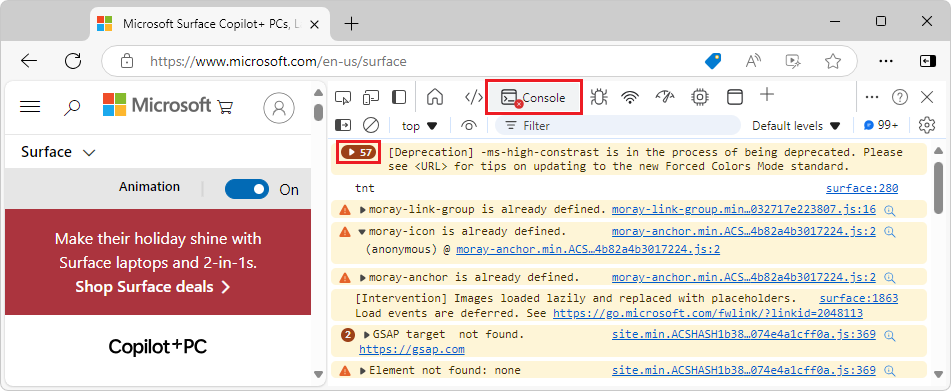 Microsoft Surface Copilot+ PCs, L
https://www.microsoft.com/en-us/surface
Microsoft
Surface
Animation
On
Make their holiday shine with
Surface laptops and 2-in-1s.
Shop Surface deals
Copilot+PC
Console
top
Filter
Default levels
99+
57
[Deprecation] -ms-high-constrast is in the process of being deprecated. Please
see <URL> for tips on updating to the new Forced Colors Mode standard.
tnt surface:280
moray-link-group is already defined. moray-link-group.min…032717e223807.js:16
moray-icon is already defined. moray-anchor.min.ACS…4b82a4b3017224.js:2
(anonymous) @ moray-anchor.min.ACS…4b82a4b3017224.js:2
moray-anchor is already defined. moray-anchor.min.ACS…4b82a4b3017224.js:2
[Intervention] Images loaded lazily and replaced with placeholders. surface:1863
Load events are deferred. See https://go.microsoft.com/fwlink/?linkid=2048113
2 GSAP target not found. site.min.ACSHASH1b38…074e4a1cff0a.js:369
https://gsap.com
Element not found: none site.min.ACSHASH1b38…074e4a1cff0a.js:369